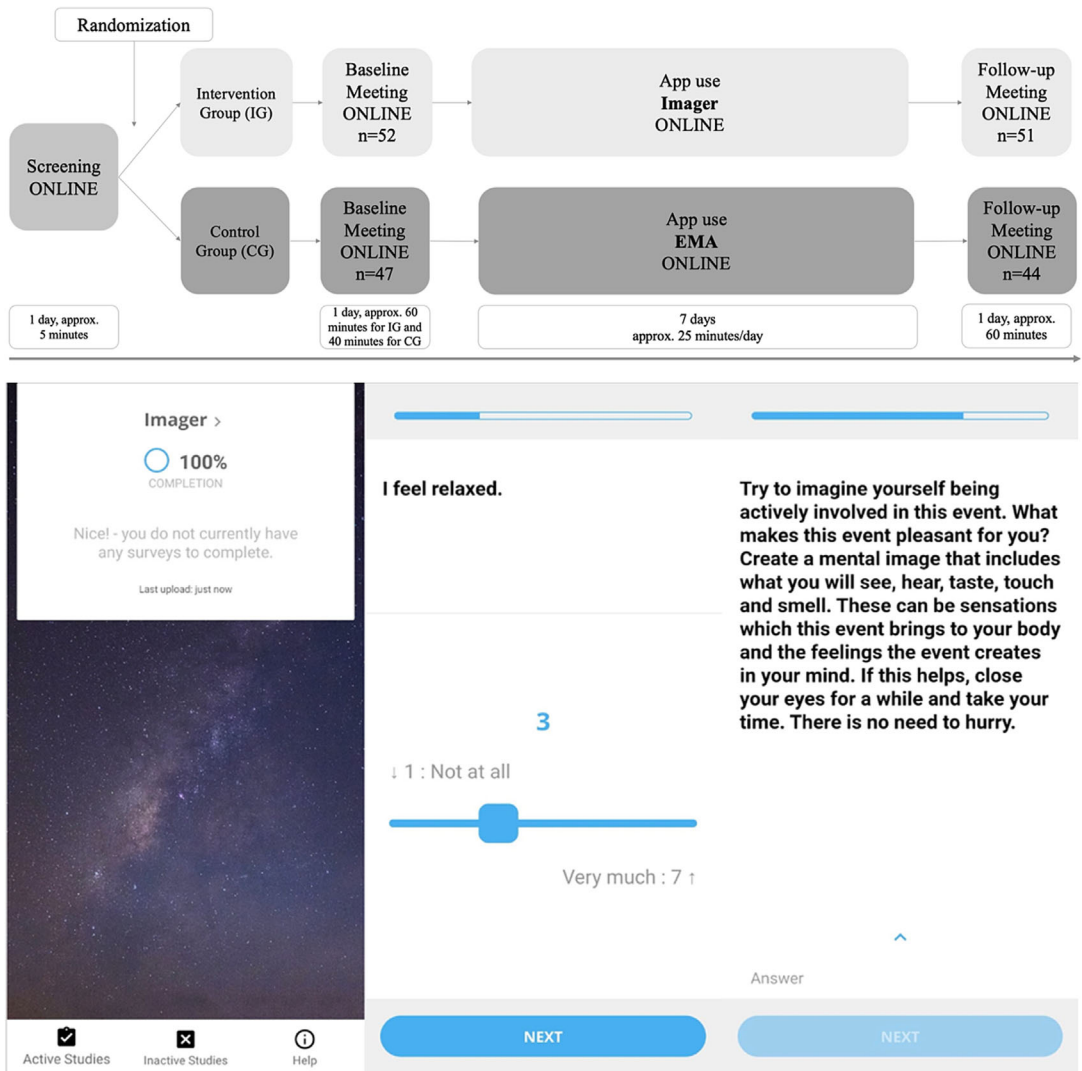 Randomization
Screening
ONLINE
Intervention
Group (IG)
Baseline
Meeting
ONLINE
n=52
App use
Imager
ONLINE
Follow-up
Meeting
ONLINE
n=51
Control
Group (CG)
Baseline
Meeting
ONLINE
n=47
App use
EMA
ONLINE
Follow-up
Meeting
ONLINE
n=44
1 day, approx.
5 minutes
1 day, approx. 60
minutes for IG and
40 minutes for CG
7 days
approx. 25 minutes/day
1 day, approx.
60 minutes
Imager >
100%
COMPLETION
Nice! - you do not currently have
any surveys to complete.
Last upload: just now
Active Studies
Inactive Studies
Help
I feel relaxed.
3
↓ 1 : Not at all
Very much : 7 ↑
NEXT
Try to imagine yourself being
actively involved in this event. What
makes this event pleasant for you?
Create a mental image that includes
what you will see, hear, taste, touch
and smell. These can be sensations
which this event brings to your body
and the feelings the event creates
in your mind. If this helps, close
your eyes for a while and take your
time. There is no need to hurry.
Answer
NEXT